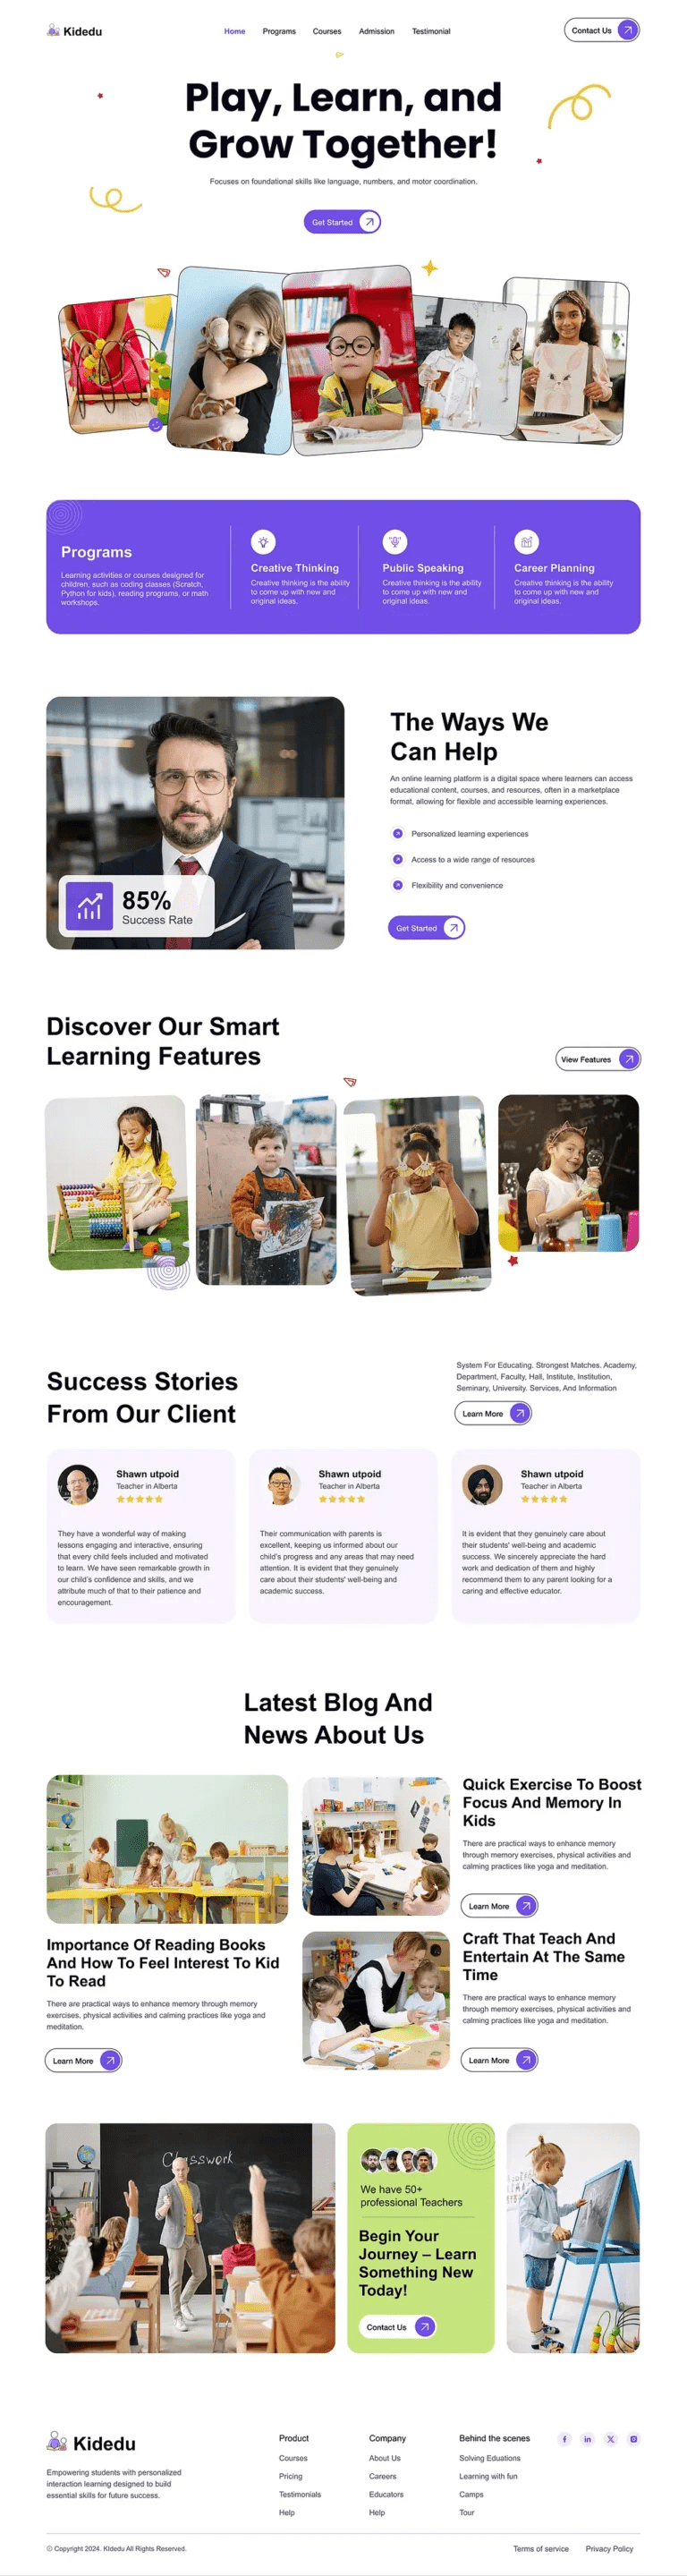 Kidedu
Home Programs Courses Admission Testimonial
Contact Us
Play, Learn, and
Grow Together!
Focuses on foundational skills like language, numbers, and motor coordination.
Get Started
Programs
Learning activities or courses designed for
children, such as coding classes (Scratch,
Python for kids), reading programs, or math
workshops.
Creative Thinking
Creative thinking is the ability
to come up with new and
original ideas.
Public Speaking
Creative thinking is the ability
to come up with new and
original ideas.
Career Planning
Creative thinking is the ability
to come up with new and
original ideas.
85%
Success Rate
The Ways We
Can Help
An online learning platform is a digital space where learners can access
educational content, courses, and resources, often in a marketplace
format, allowing for flexible and accessible learning experiences.
Personalized learning experiences
Access to a wide range of resources
Flexibility and convenience
Get Started
Discover Our Smart
Learning Features
View Features
Success Stories
From Our Client
System For Educating. Strongest Matches. Academy,
Department, Faculty, Hall, Institute, Institution,
Seminary, University. Services, And Information
Learn More
Shawn utpoid
Teacher in Alberta
They have a wonderful way of making
lessons engaging and interactive, ensuring
that every child feels included and motivated
to learn. We have seen remarkable growth in
our child's confidence and skills, and we
attribute much of that to their patience and
encouragement.
Shawn utpoid
Teacher in Alberta
Their communication with parents is
excellent, keeping us informed about our
child's progress and any areas that may need
attention. It is evident that they genuinely
care about their students' well-being and
academic success.
Shawn utpoid
Teacher in Alberta
It is evident that they genuinely care about
their students' well-being and academic
success. We sincerely appreciate the hard
work and dedication of them and highly
recommend them to any parent looking for a
caring and effective educator.
Latest Blog And
News About Us
Importance Of Reading Books
And How To Feel Interest To Kid
To Read
There are practical ways to enhance memory through memory
exercises, physical activities and calming practices like yoga and
meditation.
Learn More
Quick Exercise To Boost
Focus And Memory In
Kids
There are practical ways to enhance memory
through memory exercises, physical activities and
calming practices like yoga and meditation.
Learn More
Craft That Teach And
Entertain At The Same
Time
There are practical ways to enhance memory
through memory exercises, physical activities and
calming practices like yoga and meditation.
Learn More
Classwork
We have 50+
professional Teachers
Begin Your
Journey – Learn
Something New
Today!
Contact Us
Kidedu
Empowering students with personalized
interaction learning designed to build
essential skills for future success.
Product
Courses
Pricing
Testimonials
Help
Company
About Us
Careers
Educators
Help
Behind the scenes
Solving Eduations
Learning with fun
Camps
Tour
© Copyright 2024. KIdedu All Rights Reserved.
Terms of service Privacy Policy